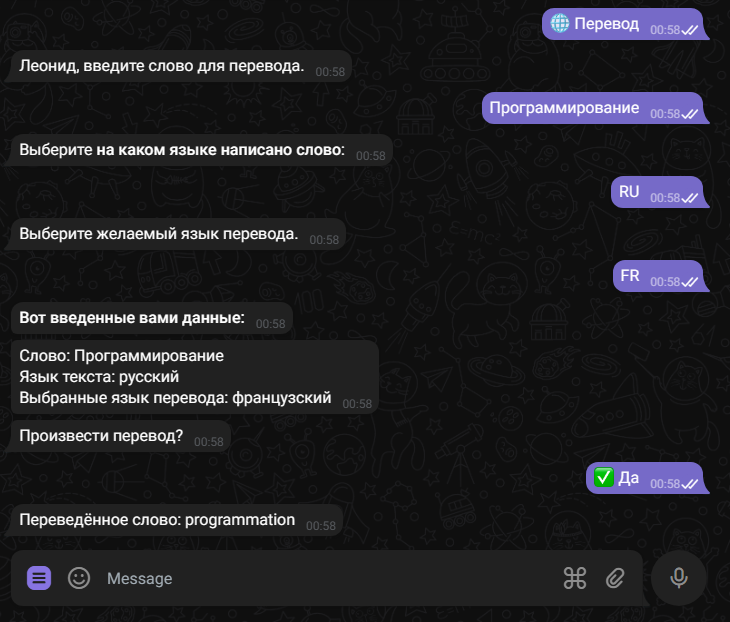 🌐 Перевод 00:58
Леонид, введите слово для перевода. 00:58
Программирование 00:58
Выберите на каком языке написано слово: 00:58
RU 00:58
Выберите желаемый язык перевода. 00:58
FR 00:58
Вот введенные вами данные: 00:58
Слово: Программирование
Язык текста: русский
Выбранные язык перевода: французский 00:58
Произвести перевод? 00:58
✅ Да 00:58
Переведённое слово: programmation 00:58
Message